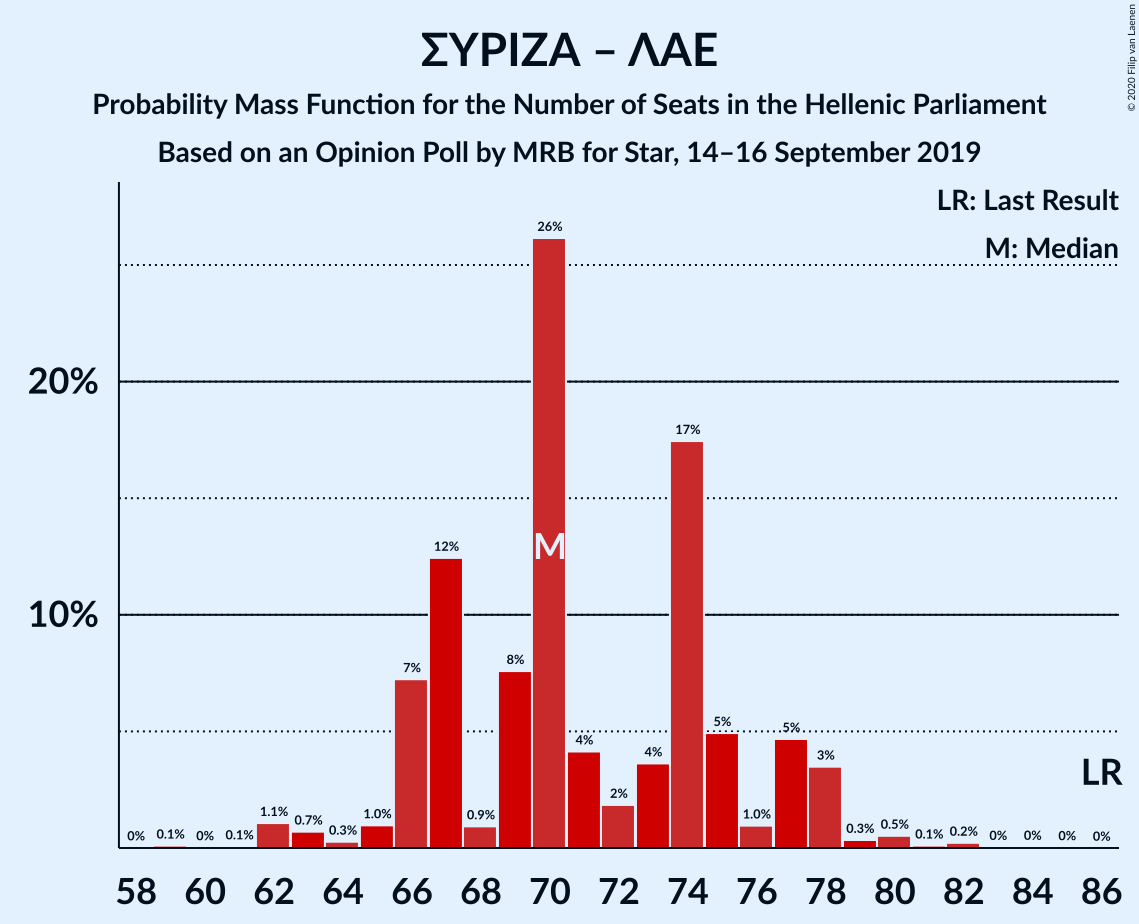 ΣΥΡΙΖΑ – ΛΑΕ
Probability Mass Function for the Number of Seats in the Hellenic Parliament
Based on an Opinion Poll by MRB for Star, 14–16 September 2019
© 2020 Filip van Laenen
LR: Last Result
M: Median
20%
10%
0% 0.1% 0% 0.1% 1.1% 0.7% 0.3% 1.0% 7% 12% 0.9% 8% 26% 4% 2% 4% 17% 5% 1.0% 5% 3% 0.3% 0.5% 0.1% 0.2% 0% 0% 0% 0%
M
LR
58 60 62 64 66 68 70 72 74 76 78 80 82 84 86